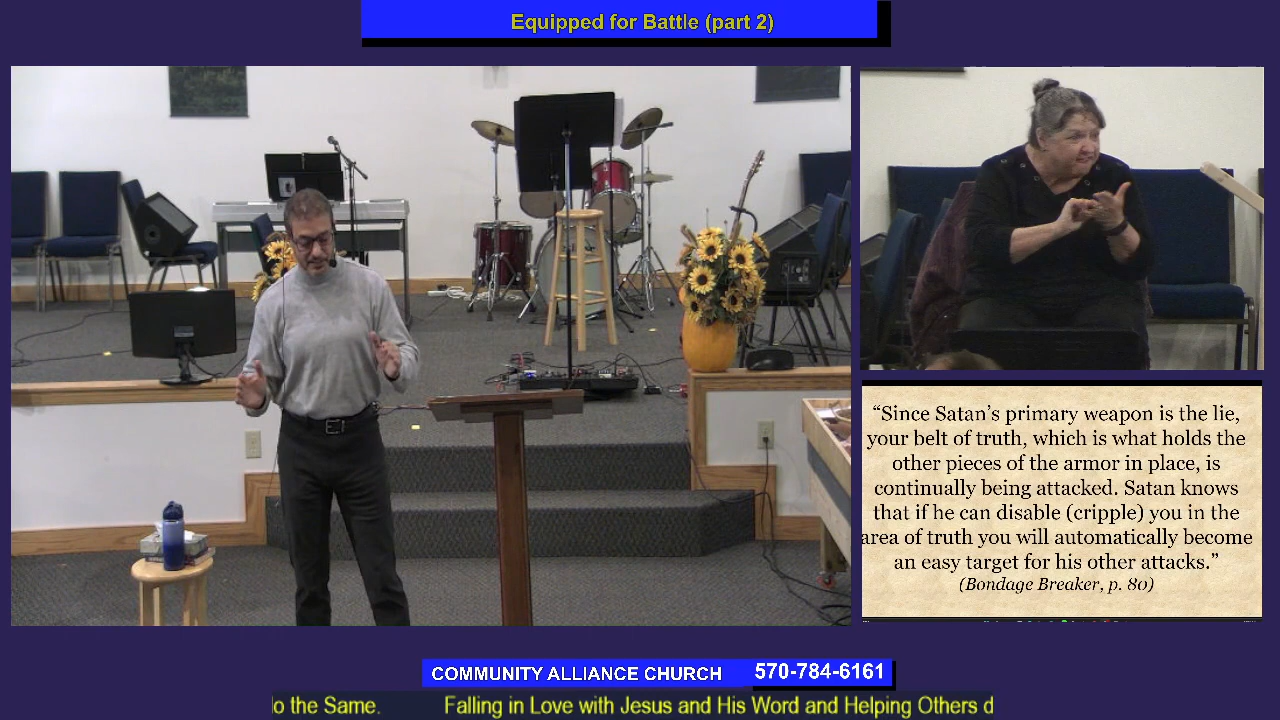 Equipped for Battle (part 2)
“Since Satan’s primary weapon is the lie,
your belt of truth, which is what holds the
other pieces of the armor in place, is
continually being attacked. Satan knows
that if he can disable (cripple) you in the
area of truth you will automatically become
an easy target for his other attacks.”
(Bondage Breaker, p. 80)
COMMUNITY ALLIANCE CHURCH 570-784-6161
o the Same. Falling in Love with Jesus and His Word and Helping Others d